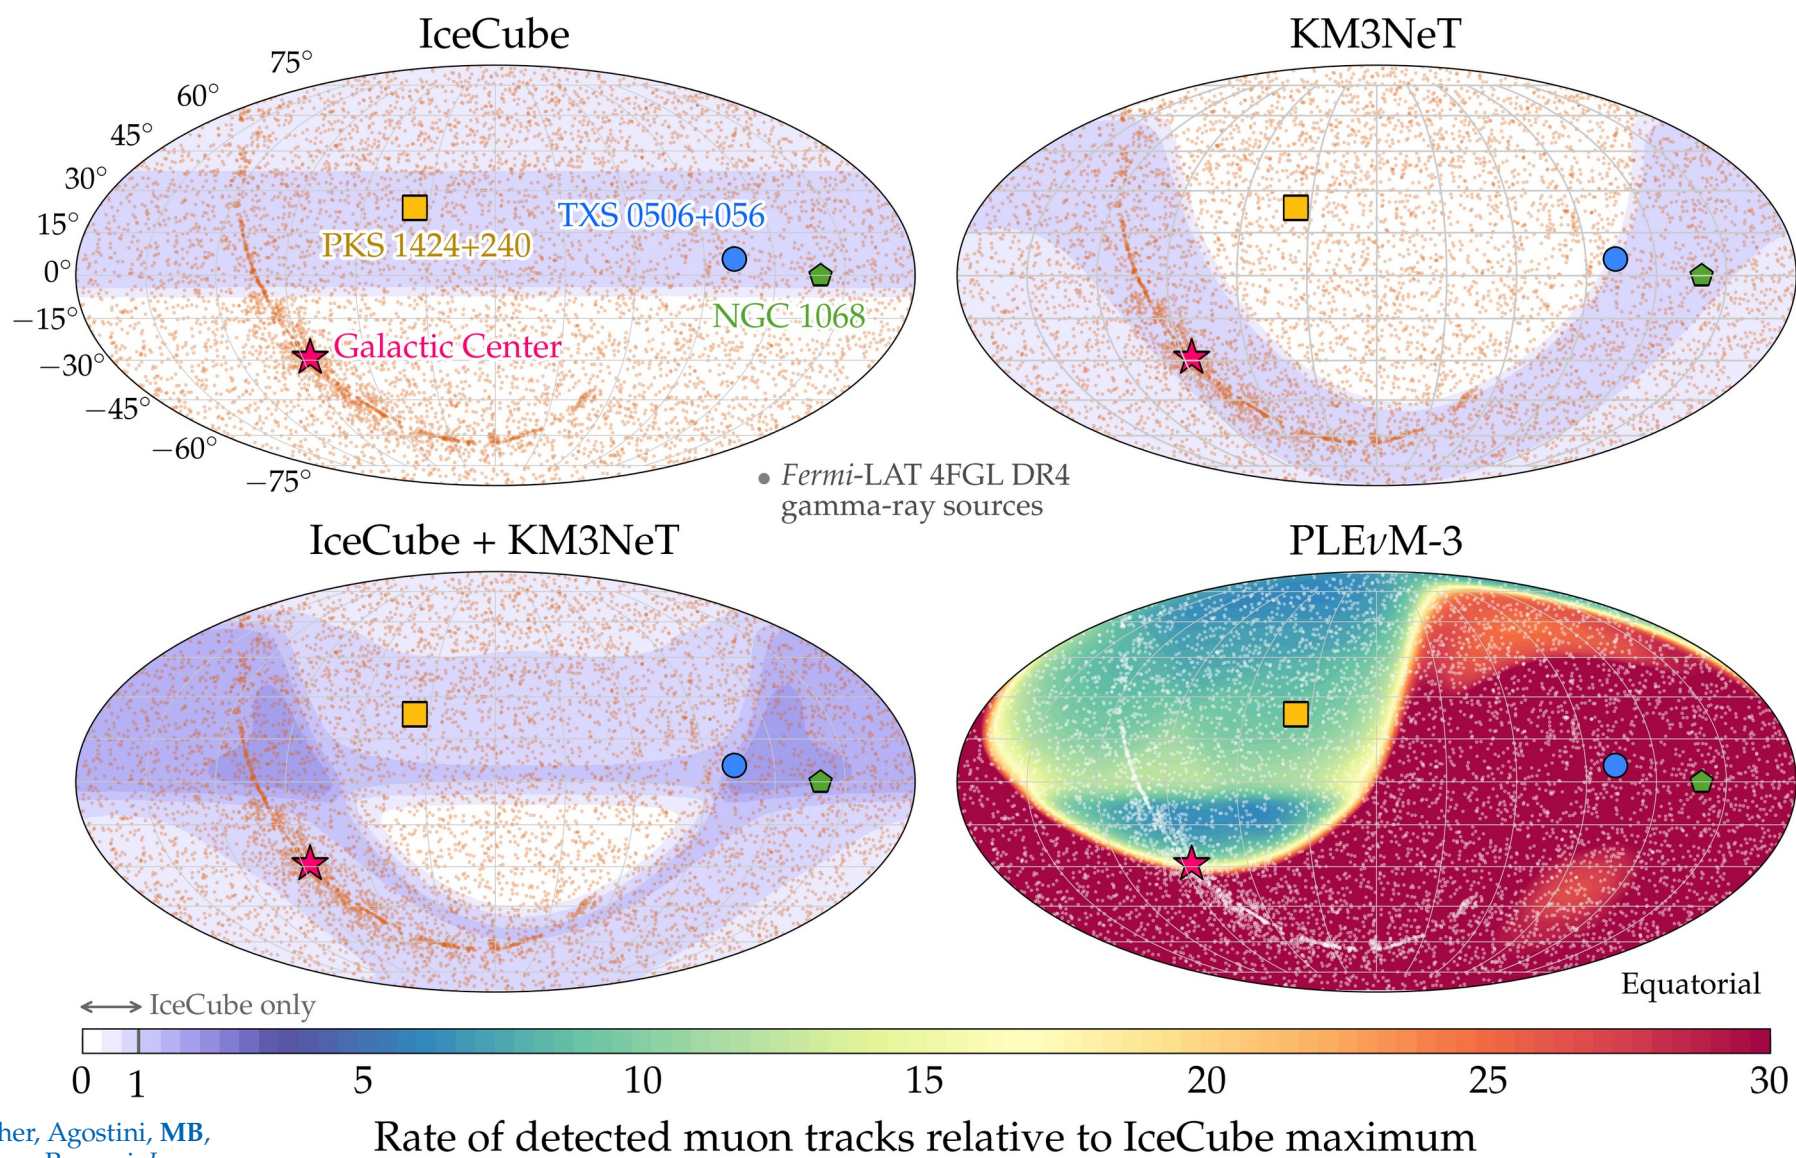 IceCube
KM3NeT
75°
60°
45°
30°
15°
0°
−15°
−30°
−45°
−60°
−75°
TXS 0506+056
PKS 1424+240
NGC 1068
Galactic Center
Fermi-LAT 4FGL DR4
gamma-ray sources
IceCube + KM3NeT
PLEνM-3
Equatorial
IceCube only
0 1 5 10 15 20 25 30
Rate of detected muon tracks relative to IceCube maximum
her, Agostini, MB,